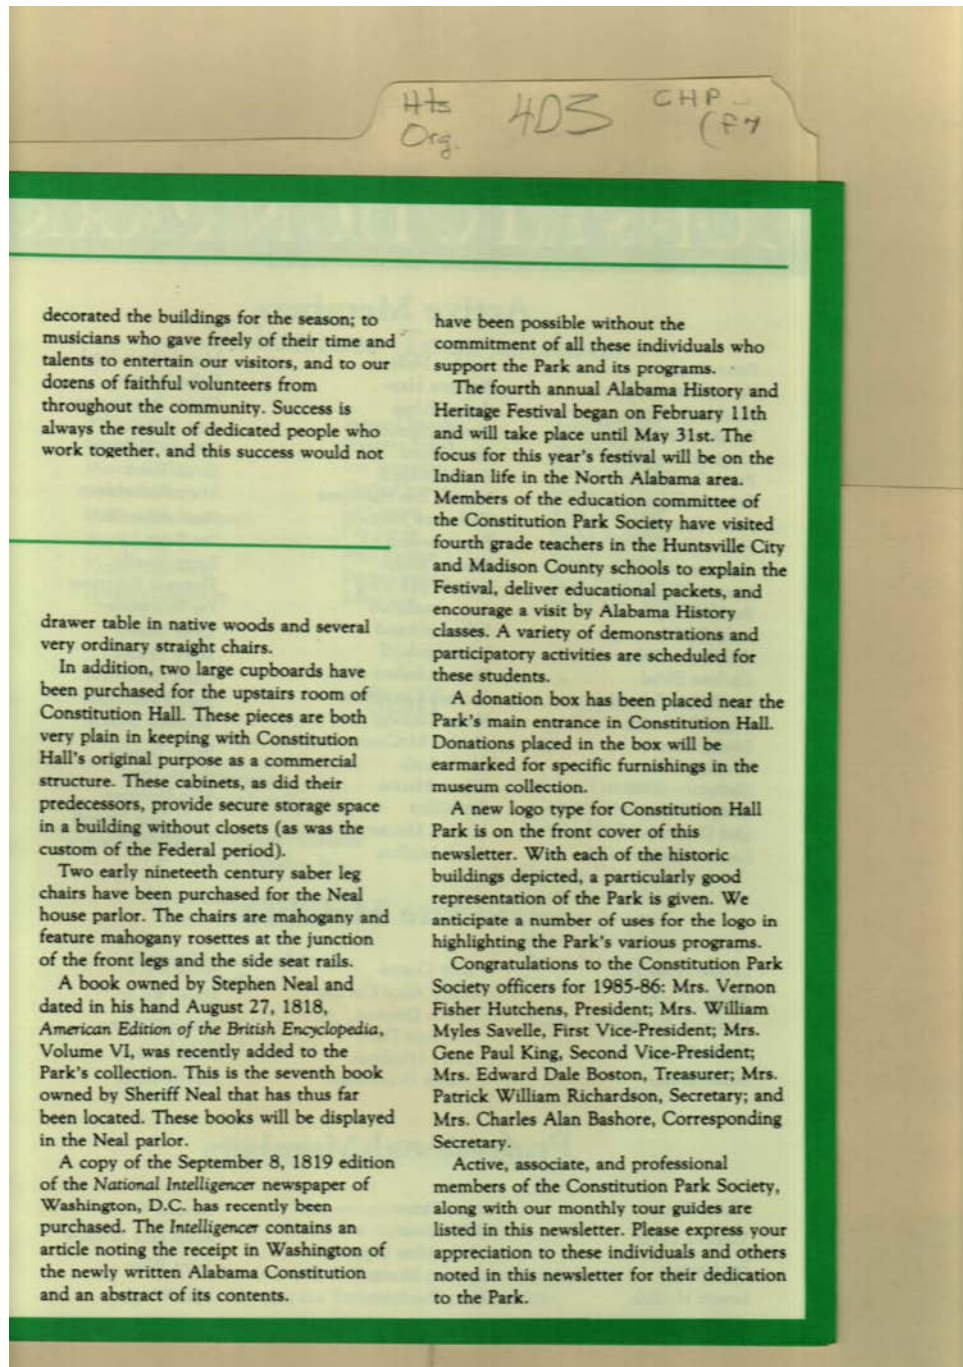 Hts
Org.
4D3
CHP
decorated the buildings for the season; to
musicians who gave freely of their time and
talents to entertain our visitors, and to our
dozens of faithful volunteers from
throughout the community. Success is
always the result of dedicated people who
work together, and this success would not
drawer table in native woods and several
very ordinary straight chairs.
In addition, two large cupboards have
been purchased for the upstairs room of
Constitution Hall. These pieces are both
very plain in keeping with Constitution
Hall's original purpose as a commercial
structure. These cabinets, as did their
predecessors, provide secure storage space
in a building without closets (as was the
custom of the Federal period).
Two early nineteeth century saber leg
chairs have been purchased for the Neal
house parlor. The chairs are mahogany and
feature mahogany rosettes at the junction
of the front legs and the side seat rails.
A book owned by Stephen Neal and
dated in his hand August 27, 1818,
American Edition of the British Encyclopedia,
Volume VI, was recently added to the
Park's collection. This is the seventh book
owned by Sheriff Neal that has thus far
been located. These books will be displayed
in the Neal parlor.
A copy of the September 8, 1819 edition
of the National Intelligencer newspaper of
Washington, D.C. has recently been
purchased. The Intelligencer contains an
article noting the receipt in Washington of
the newly written Alabama Constitution
and an abstract of its contents.
have been possible without the
commitment of all these individuals who
support the Park and its programs.
The fourth annual Alabama History and
Heritage Festival began on February 11th
and will take place until May 31st. The
focus for this year's festival will be on the
Indian life in the North Alabama area.
Members of the education committee of
the Constitution Park Society have visited
fourth grade teachers in the Huntsville City
and Madison County schools to explain the
Festival, deliver educational packets, and
encourage a visit by Alabama History
classes. A variety of demonstrations and
participatory activities are scheduled for
these students.
A donation box has been placed near the
Park's main entrance in Constitution Hall.
Donations placed in the box will be
earmarked for specific furnishings in the
museum collection.
A new logo type for Constitution Hall
Park is on the front cover of this
newsletter. With each of the historic
buildings depicted, a particularly good
representation of the Park is given. We
anticipate a number of uses for the logo in
highlighting the Park's various programs.
Congratulations to the Constitution Park
Society officers for 1985-86: Mrs. Vernon
Fisher Hutchens, President; Mrs. William
Myles Savelle, First Vice-President; Mrs.
Gene Paul King, Second Vice-President;
Mrs. Edward Dale Boston, Treasurer; Mrs.
Patrick William Richardson, Secretary; and
Mrs. Charles Alan Bashore, Corresponding
Secretary.
Active, associate, and professional
members of the Constitution Park Society,
along with our monthly tour guides are
listed in this newsletter. Please express your
appreciation to these individuals and others
noted in this newsletter for their dedication
to the Park.